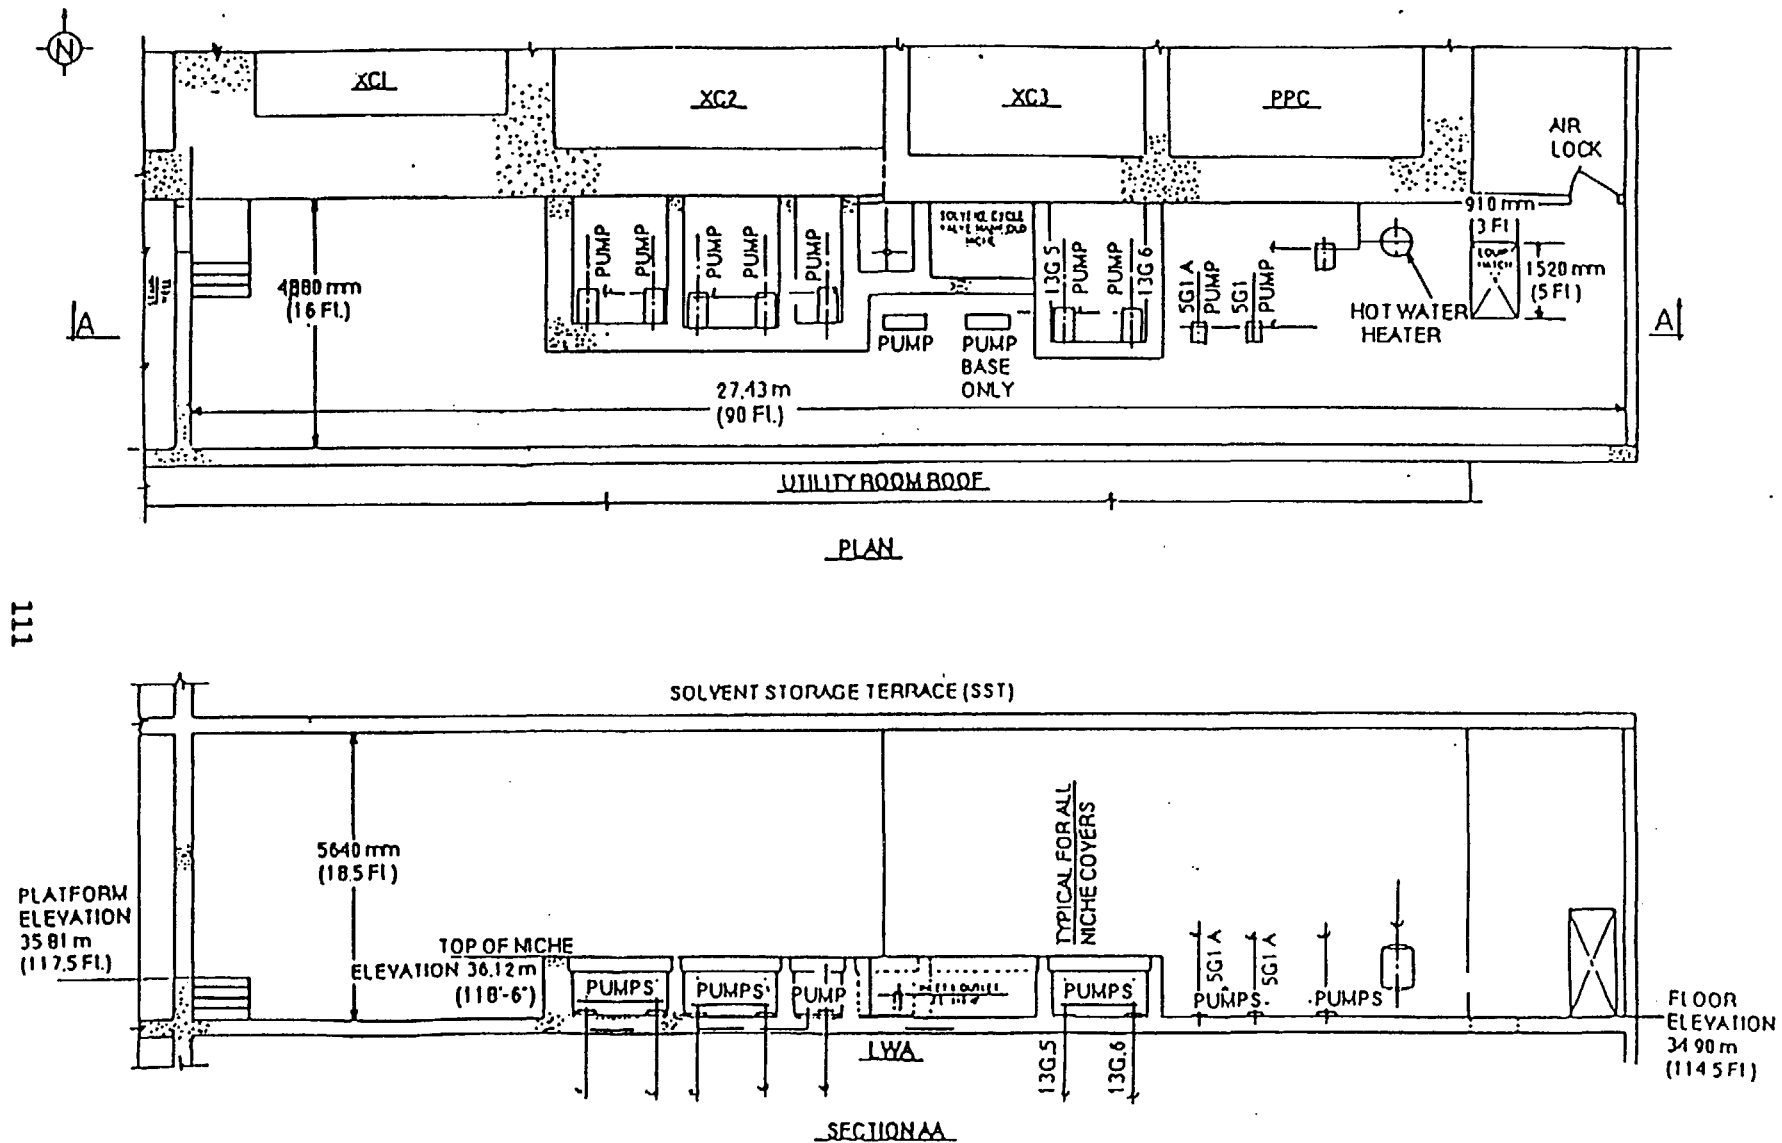 N
XC1
XC2
XC3
PPC
AIR
LOCK
910 mm
3 Ft
1520 mm
(5 Ft)
4880 mm
(16 Ft.)
PUMP
PUMP
PUMP
PUMP
PUMP
SOLVENT CYCLE
VALVE MANIFOLD
NICHE
13G.5
PUMP
PUMP
13G 6
5G1 A
PUMP
5G1
PUMP
HOT WATER
HEATER
A
A
PUMP
PUMP
BASE
ONLY
27.43 m
(90 Ft.)
UTILITY ROOM ROOF
PLAN
111
SOLVENT STORAGE TERRACE (SST)
5640 mm
(18.5 Ft)
TYPICAL FOR ALL
NICHE COVERS
PLATFORM
ELEVATION
35 81 m
(117.5 Ft.)
TOP OF NICHE
ELEVATION 36.12 m
(118'-6")
PUMPS
PUMPS
PUMP
PUMPS
5G1 A
5G1 A
PUMPS
PUMPS
FLOOR
ELEVATION
34 90 m
(114 5 Ft)
LWA
13G.5
13G.6
SECTION AA